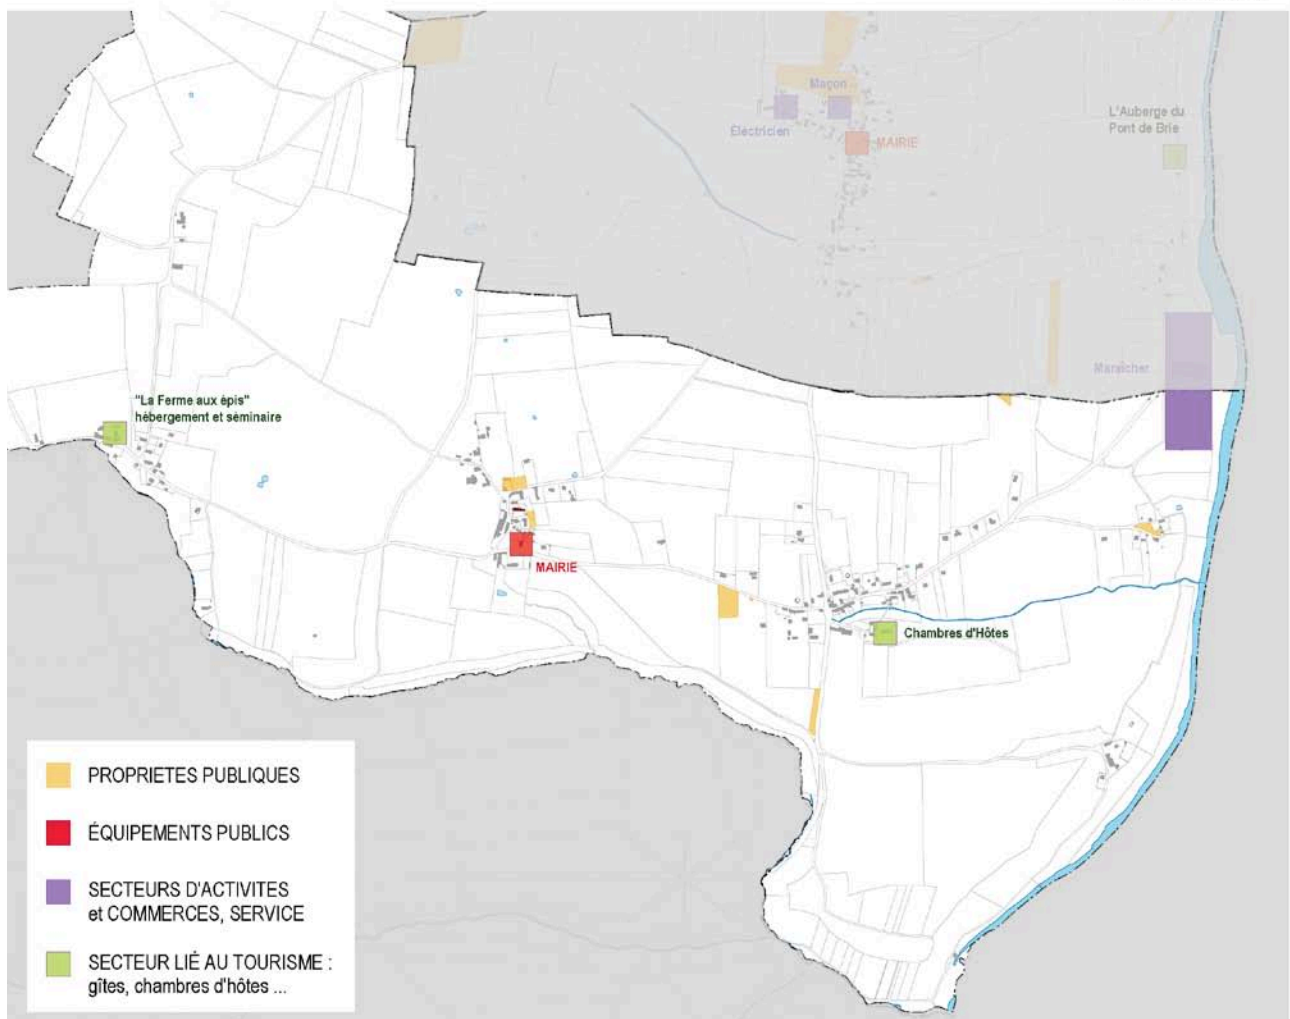 Maçon
Électricien
MAIRIE
L'Auberge du
Pont de Brie
Maraîcher
"La Ferme aux épis"
hébergement et séminaire
MAIRIE
Chambres d'Hôtes
PROPRIETES PUBLIQUES
ÉQUIPEMENTS PUBLICS
SECTEURS D'ACTIVITES
et COMMERCES, SERVICE
SECTEUR LIÉ AU TOURISME :
gîtes, chambres d'hôtes ...